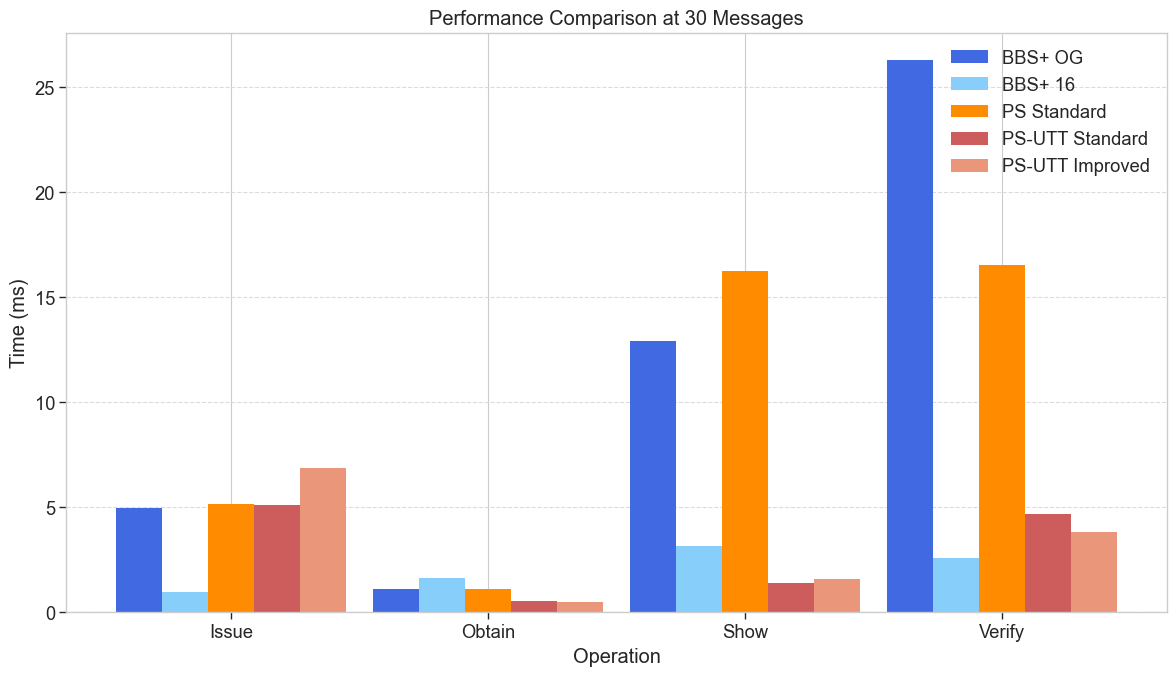 Performance Comparison at 30 Messages
BBS+ OG
BBS+ 16
PS Standard
PS-UTT Standard
PS-UTT Improved
Time (ms)
25
20
15
10
5
0
Issue
Obtain
Show
Verify
Operation